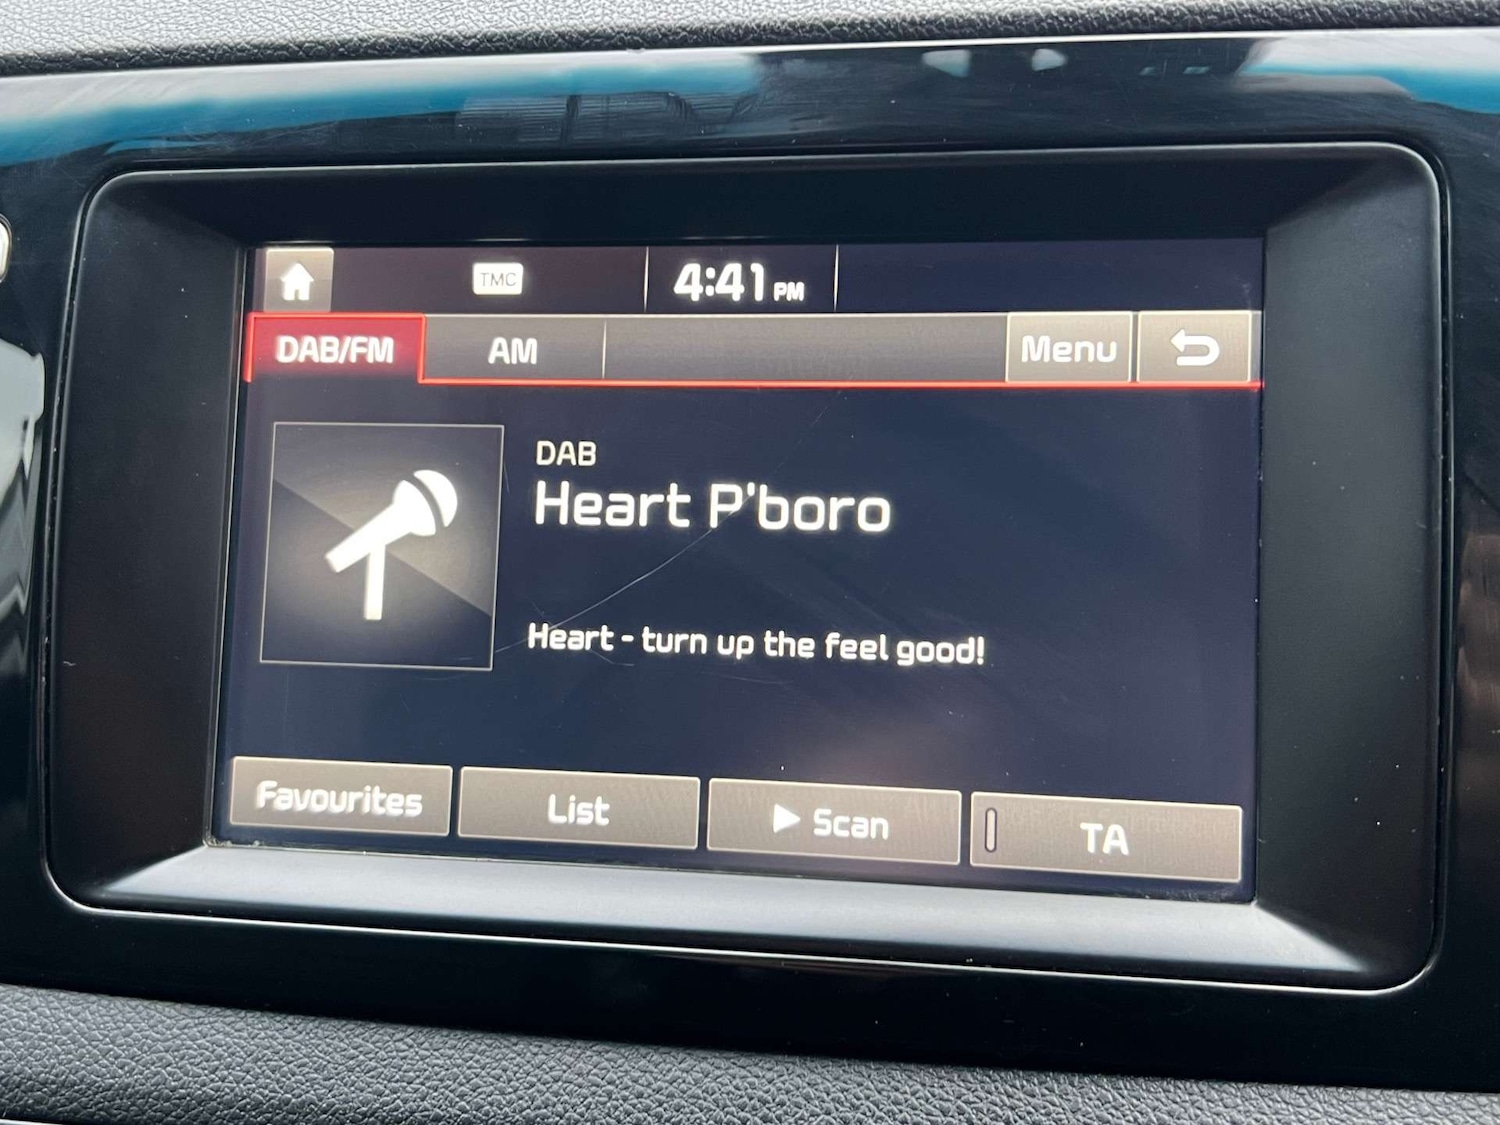 TMC
4:41 PM
DAB/FM
AM
Menu
DAB
Heart P'boro
Heart - turn up the feel good!
Favourites
List
Scan
TA